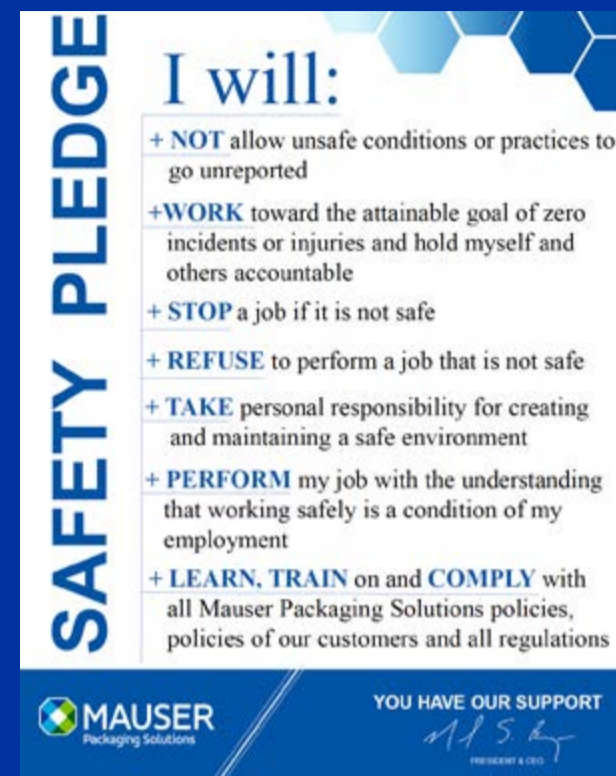 SAFETY PLEDGE
I will:
+ NOT allow unsafe conditions or practices to
go unreported
+WORK toward the attainable goal of zero
incidents or injuries and hold myself and
others accountable
+ STOP a job if it is not safe
+ REFUSE to perform a job that is not safe
+ TAKE personal responsibility for creating
and maintaining a safe environment
+ PERFORM my job with the understanding
that working safely is a condition of my
employment
+ LEARN, TRAIN on and COMPLY with
all Mauser Packaging Solutions policies,
policies of our customers and all regulations
MAUSER
Packaging Solutions
YOU HAVE OUR SUPPORT
PRESIDENT & CEO